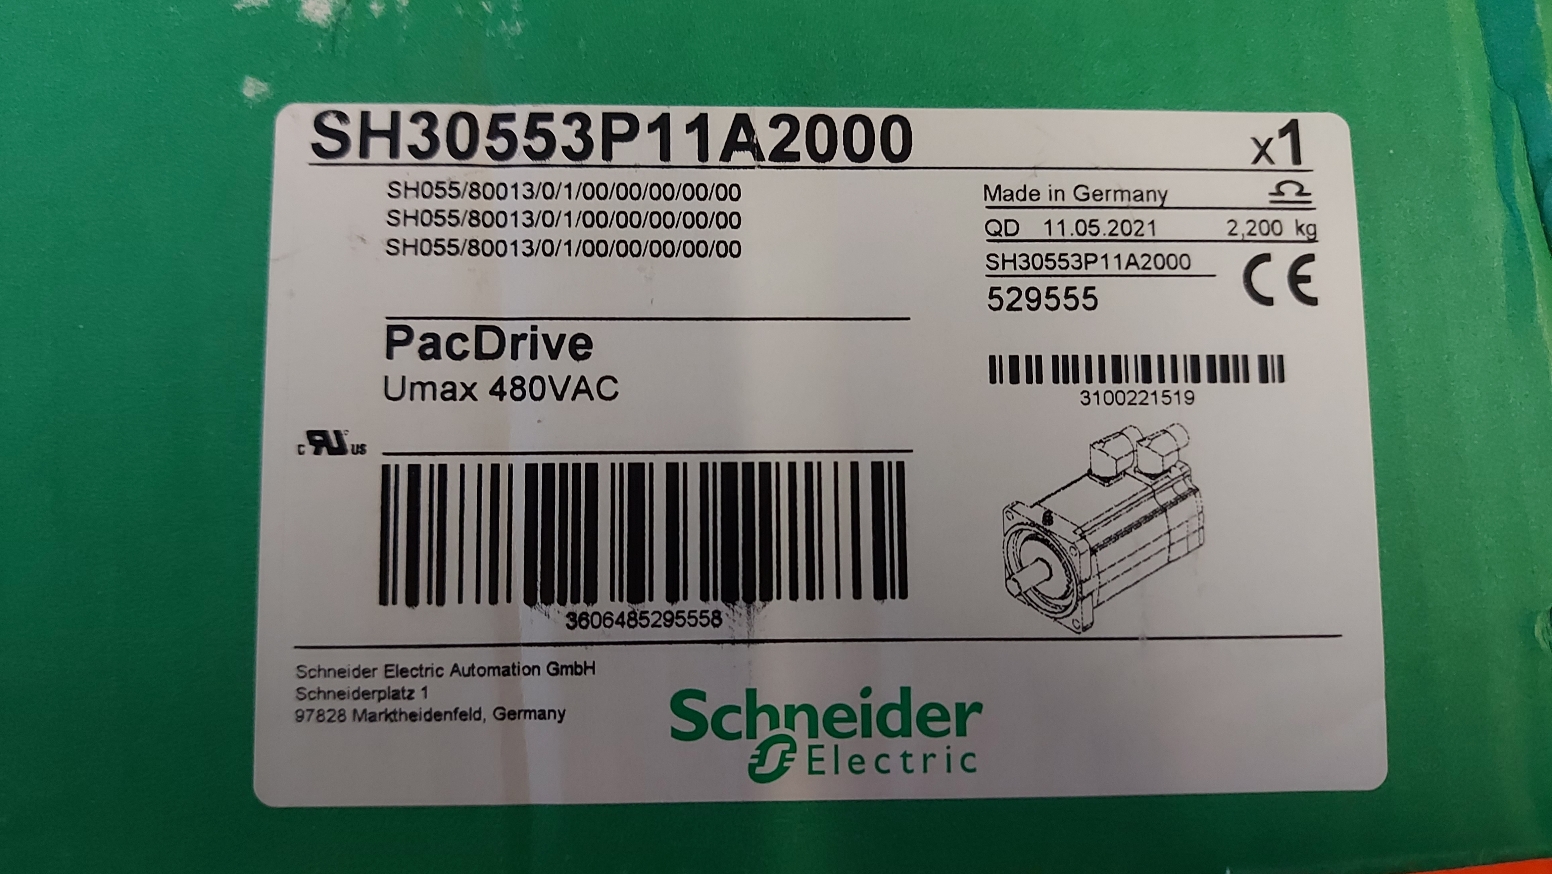 SH30553P11A2000
x1
SH055/80013/0/1/00/00/00/00/00
SH055/80013/0/1/00/00/00/00/00
SH055/80013/0/1/00/00/00/00/00
Made in Germany
QD 11.05.2021 2,200 kg
SH30553P11A2000
CE
529555
PacDrive
Umax 480VAC
3100221519
c RU us
3606485295558
Schneider Electric Automation GmbH
Schneiderplatz 1
97828 Marktheidenfeld, Germany
Schneider
Electric